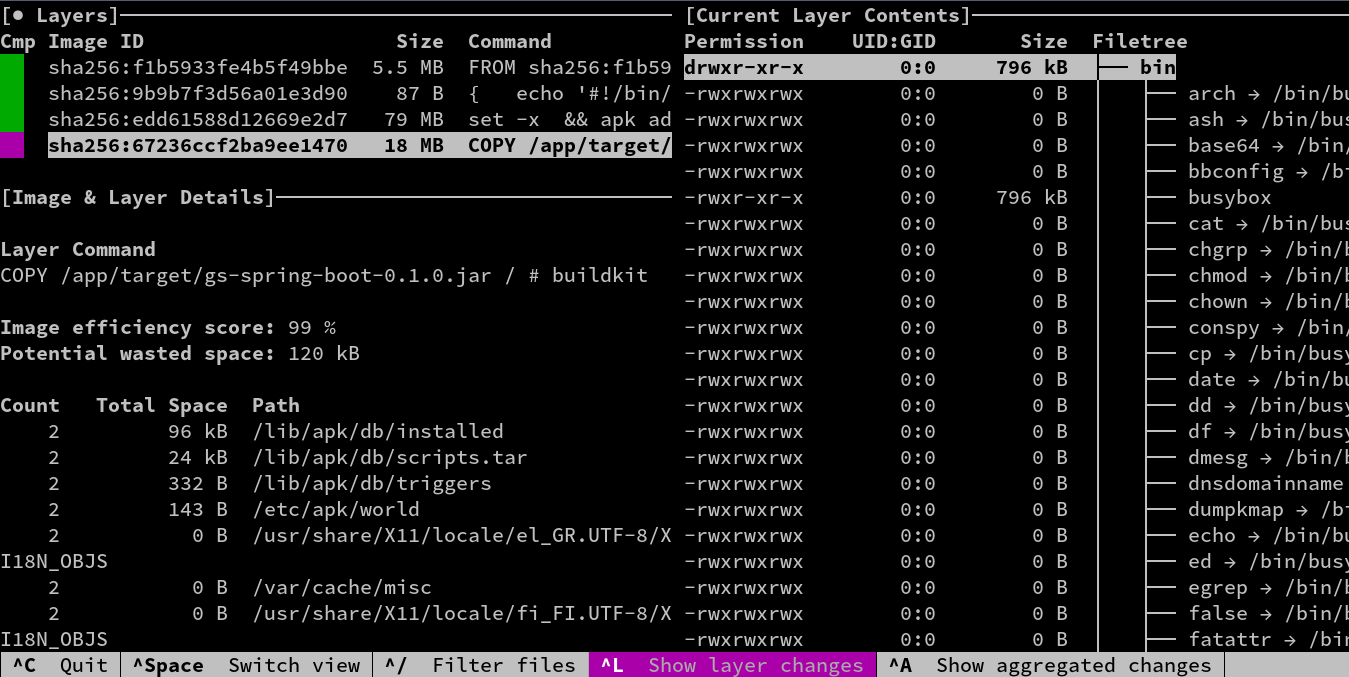 [● Layers]
Cmp Image ID Size Command
sha256:f1b5933fe4b5f49bbe 5.5 MB FROM sha256:f1b59
sha256:9b9b7f3d56a01e3d90 87 B { echo '#!/bin/
sha256:edd61588d12669e2d7 79 MB set -x && apk ad
sha256:67236ccf2ba9ee1470 18 MB COPY /app/target/
[Image & Layer Details]
Layer Command
COPY /app/target/gs-spring-boot-0.1.0.jar / # buildkit
Image efficiency score: 99 %
Potential wasted space: 120 kB
Count Total Space Path
2 96 kB /lib/apk/db/installed
2 24 kB /lib/apk/db/scripts.tar
2 332 B /lib/apk/db/triggers
2 143 B /etc/apk/world
2 0 B /usr/share/X11/locale/el_GR.UTF-8/X
I18N_OBJS
2 0 B /var/cache/misc
2 0 B /usr/share/X11/locale/fi_FI.UTF-8/X
I18N_OBJS
[Current Layer Contents]
Permission UID:GID Size Filetree
drwxr-xr-x 0:0 796 kB bin
-rwxrwxrwx 0:0 0 B arch → /bin/bu
-rwxrwxrwx 0:0 0 B ash → /bin/bus
-rwxrwxrwx 0:0 0 B base64 → /bin/
-rwxrwxrwx 0:0 0 B bbconfig → /bi
-rwxr-xr-x 0:0 796 kB busybox
-rwxrwxrwx 0:0 0 B cat → /bin/bus
-rwxrwxrwx 0:0 0 B chgrp → /bin/b
-rwxrwxrwx 0:0 0 B chmod → /bin/b
-rwxrwxrwx 0:0 0 B chown → /bin/b
-rwxrwxrwx 0:0 0 B conspy → /bin/
-rwxrwxrwx 0:0 0 B cp → /bin/busy
-rwxrwxrwx 0:0 0 B date → /bin/bu
-rwxrwxrwx 0:0 0 B dd → /bin/busy
-rwxrwxrwx 0:0 0 B df → /bin/busy
-rwxrwxrwx 0:0 0 B dmesg → /bin/b
-rwxrwxrwx 0:0 0 B dnsdomainname
-rwxrwxrwx 0:0 0 B dumpkmap → /bi
-rwxrwxrwx 0:0 0 B echo → /bin/bu
-rwxrwxrwx 0:0 0 B ed → /bin/busy
-rwxrwxrwx 0:0 0 B egrep → /bin/b
-rwxrwxrwx 0:0 0 B false → /bin/b
-rwxrwxrwx 0:0 0 B fatattr → /bin
^C Quit ^Space Switch view ^/ Filter files ^L Show layer changes ^A Show aggregated changes